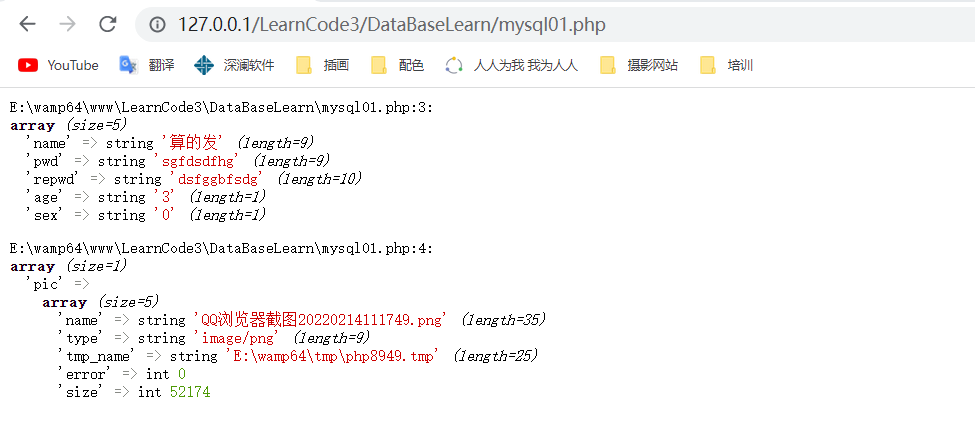 127.0.0.1/LearnCode3/DataBaseLearn/mysql01.php
YouTube 翻译 深澜软件 插画 配色 人人为我 我为人人 摄影网站 培训
E:\wamp64\www\LearnCode3\DataBaseLearn\mysql01.php:3:
array (size=5)
'name' => string '算的发' (length=9)
'pwd' => string 'sgfdsdfhg' (length=9)
'repwd' => string 'dsfggbfsdg' (length=10)
'age' => string '3' (length=1)
'sex' => string '0' (length=1)
E:\wamp64\www\LearnCode3\DataBaseLearn\mysql01.php:4:
array (size=1)
'pic' =>
array (size=5)
'name' => string 'QQ浏览器截图20220214111749.png' (length=35)
'type' => string 'image/png' (length=9)
'tmp_name' => string 'E:\wamp64\tmp\php8949.tmp' (length=25)
'error' => int 0
'size' => int 52174